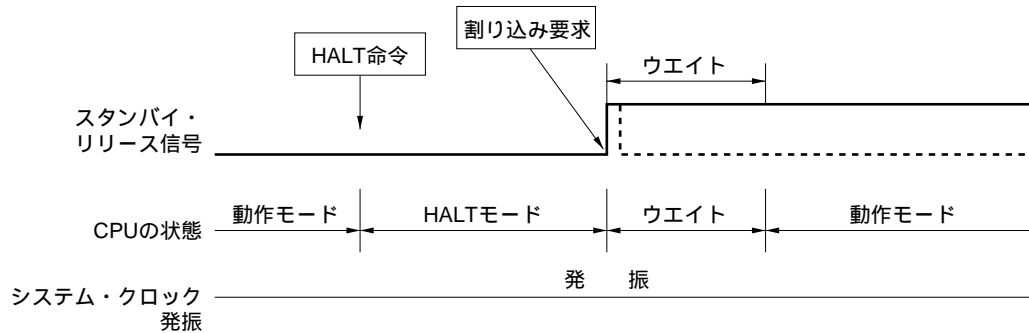 割り込み要求
HALT命令
ウエイト
スタンバイ・
リリース信号
動作モード
HALTモード
ウエイト
動作モード
CPUの状態
発 振
システム・クロック
発振